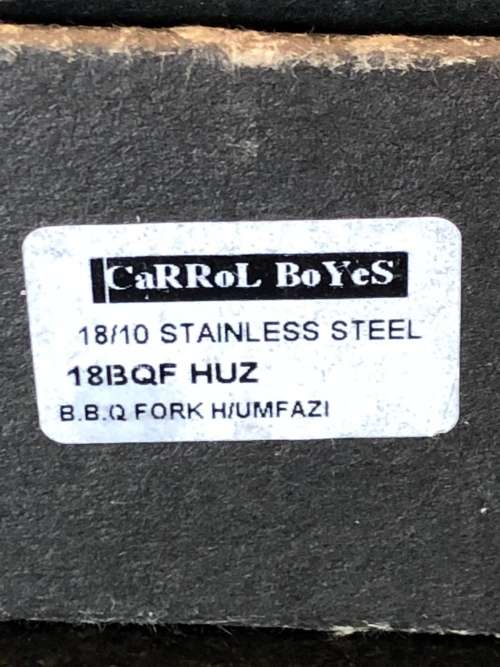 CaRRoL BoYeS
18/10 STAINLESS STEEL
18BQF HUZ
B.B.Q FORK H/UMFAZI